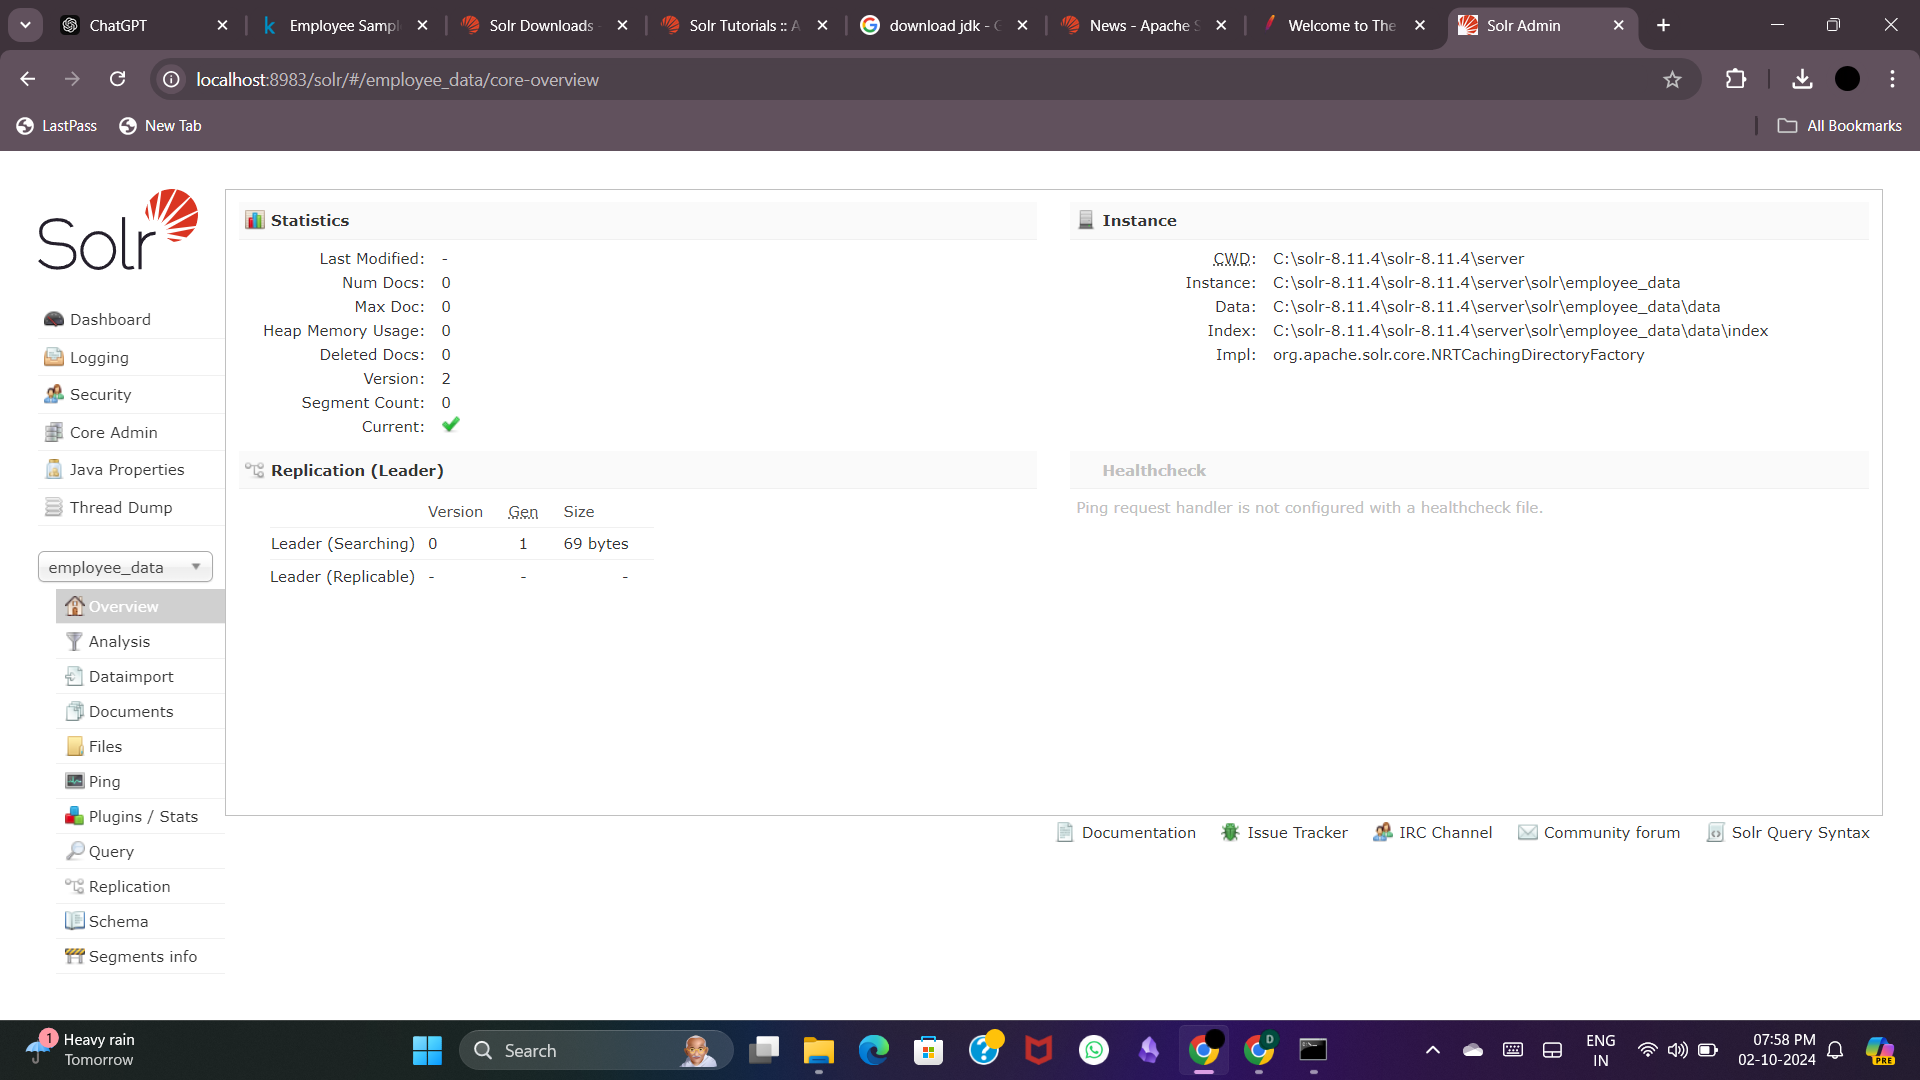 ChatGPT
Employee Sampl
Solr Downloads -
Solr Tutorials :: A
download jdk - G
News - Apache S
Welcome to The
Solr Admin
localhost:8983/solr/#/employee_data/core-overview
LastPass
New Tab
All Bookmarks
Solr
Dashboard
Logging
Security
Core Admin
Java Properties
Thread Dump
employee_data
Overview
Analysis
Dataimport
Documents
Files
Ping
Plugins / Stats
Query
Replication
Schema
Segments info
Statistics
Last Modified: -
Num Docs: 0
Max Doc: 0
Heap Memory Usage: 0
Deleted Docs: 0
Version: 2
Segment Count: 0
Current:
Instance
CWD: C:\solr-8.11.4\solr-8.11.4\server
Instance: C:\solr-8.11.4\solr-8.11.4\server\solr\employee_data
Data: C:\solr-8.11.4\solr-8.11.4\server\solr\employee_data\data
Index: C:\solr-8.11.4\solr-8.11.4\server\solr\employee_data\data\index
Impl: org.apache.solr.core.NRTCachingDirectoryFactory
Replication (Leader)
Version Gen Size
Leader (Searching) 0 1 69 bytes
Leader (Replicable) - - -
Healthcheck
Ping request handler is not configured with a healthcheck file.
Documentation
Issue Tracker
IRC Channel
Community forum
Solr Query Syntax
1
Heavy rain
Tomorrow
Search
D
ENG
IN
07:58 PM
02-10-2024
PRE